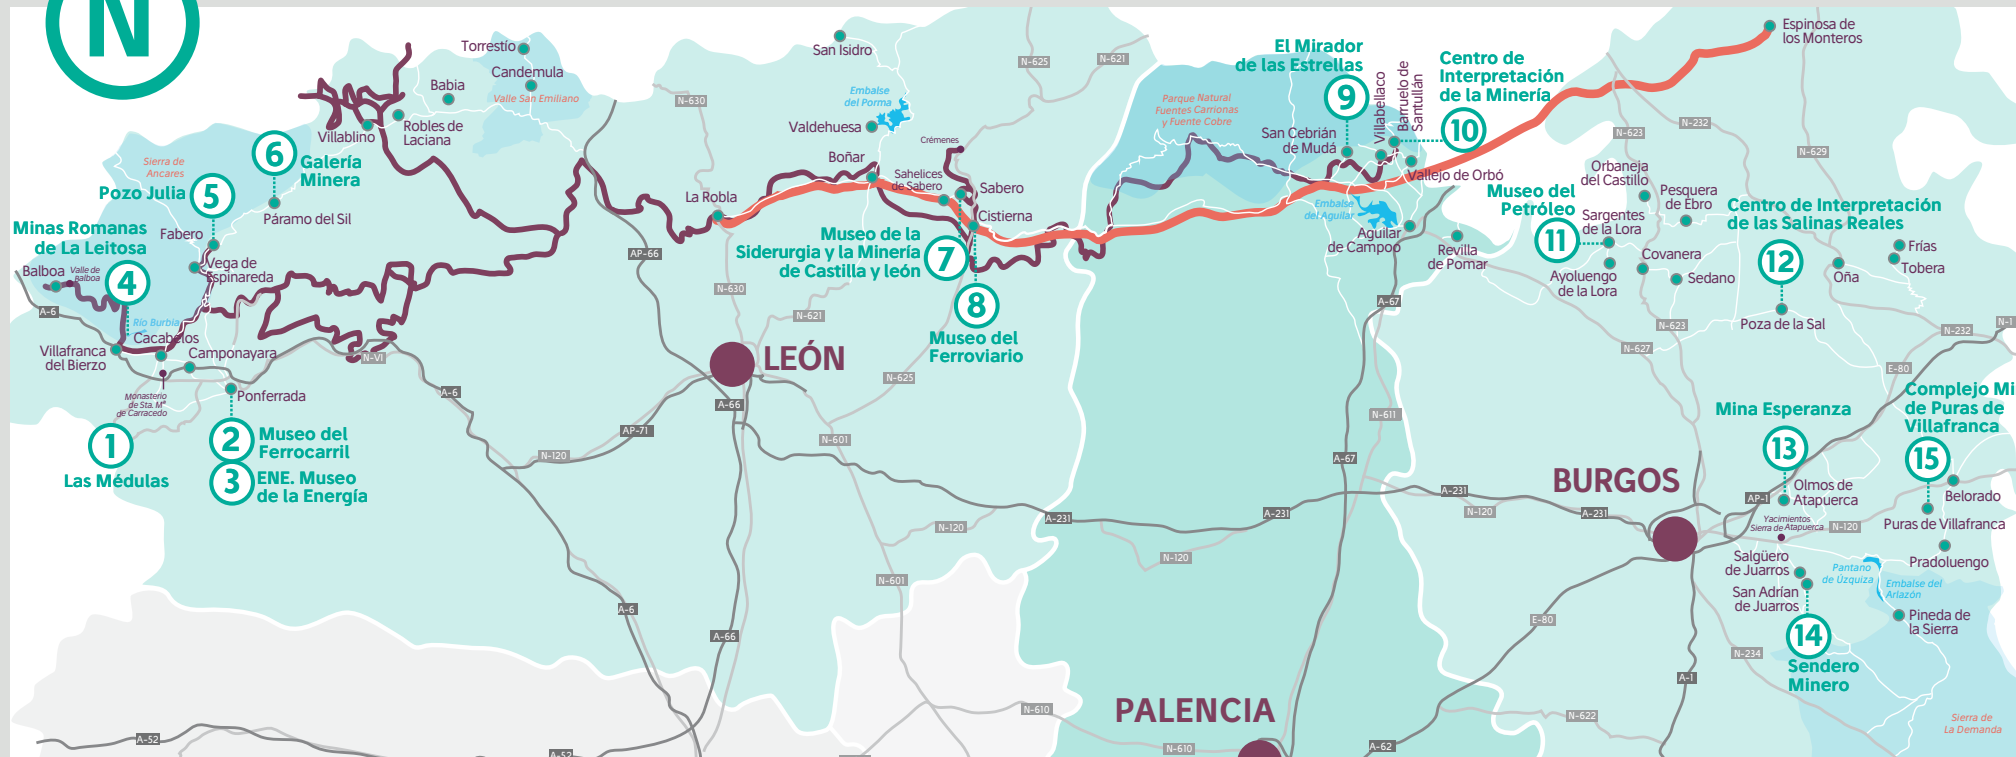 N
Torrestío
Candemula
Valle San Emiliano
Babia
Villablino
Robles de
Laciana
Sierra de
Ancares
6
Galería
Minera
Páramo del Sil
Pozo Julia
5
Fabero
Minas Romanas
de La Leitosa
4
Balboa
Valle de
Balboa
Vega de
Espinareda
A-6
Río Burbia
Cacabelos
Villafranca
del Bierzo
Camponayara
Monasterio
de Sta. Mª
de Carracedo
Ponferrada
1
Las Médulas
2
Museo del
Ferrocarril
3
ENE. Museo
de la Energía
N-VI
A-6
San Isidro
Embalse
del Porma
Valdehuesa
N-630
Boñar
La Robla
AP-66
N-630
N-621
N-625
N-621
Crémenes
Sahelices
de Sabero
Sabero
Cistierna
Museo de la
Siderurgia y la Minería
de Castilla y león
7
8
Museo del
Ferroviario
N-625
LEÓN
A-66
AP-71
N-120
N-601
N-120
A-231
N-601
A-6
A-66
A-52
A-52
N-610
N-610
PALENCIA
A-62
N-120
A-231
A-67
N-611
A-67
Parque Natural
Fuentes Carrionas
y Fuente Cobre
El Mirador
de las Estrellas
9
San Cebrián
de Mudá
Villabellaco
Barruelo de
Santullán
Centro de
Interpretación
de la Minería
10
Vallejo de Orbó
Embalse
del Aguilar
Aguilar
de Campoo
Revilla
de Pomar
Espinosa de
los Monteros
N-623
N-232
N-629
Orbaneja
del Castillo
Pesquera
de Ebro
Museo del
Petróleo
11
Sargentes
de la Lora
Ayoluengo
de la Lora
Covanera
Sedano
Centro de Interpretación
de las Salinas Reales
12
Poza de la Sal
Oña
Frías
Tobera
N-623
N-627
N-232
N-1
E-80
Complejo Mi
de Puras de
Villafranca
15
Belorado
Puras de Villafranca
Pradoluengo
Mina Esperanza
13
Olmos de
Atapuerca
AP-1
Yacimientos
Sierra de Atapuerca
N-120
BURGOS
A-231
N-120
A-231
Salgüero
de Juarros
San Adrían
de Juarros
14
Sendero
Minero
Pantano
de Úzquiza
Embalse del
Arlazón
Pineda de
la Sierra
E-80
N-234
A-1
N-622
Sierra de
La Demanda